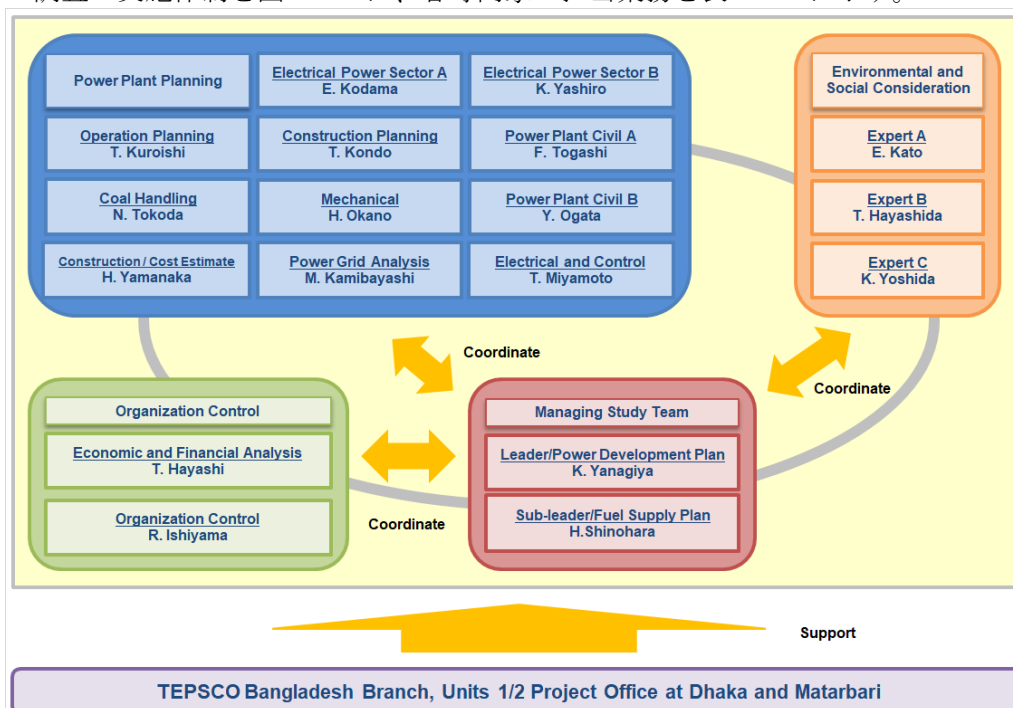 Power Plant Planning
Electrical Power Sector A
E. Kodama
Electrical Power Sector B
K. Yashiro
Operation Planning
T. Kuroishi
Construction Planning
T. Kondo
Power Plant Civil A
F. Togashi
Coal Handling
N. Tokoda
Mechanical
H. Okano
Power Plant Civil B
Y. Ogata
Construction / Cost Estimate
H. Yamanaka
Power Grid Analysis
M. Kamibayashi
Electrical and Control
T. Miyamoto
Environmental and
Social Consideration
Expert A
E. Kato
Expert B
T. Hayashida
Expert C
K. Yoshida
Coordinate
Coordinate
Organization Control
Economic and Financial Analysis
T. Hayashi
Organization Control
R. Ishiyama
Coordinate
Managing Study Team
Leader/Power Development Plan
K. Yanagiya
Sub-leader/Fuel Supply Plan
H.Shinohara
Support
TEPSCO Bangladesh Branch, Units 1/2 Project Office at Dhaka and Matarbari